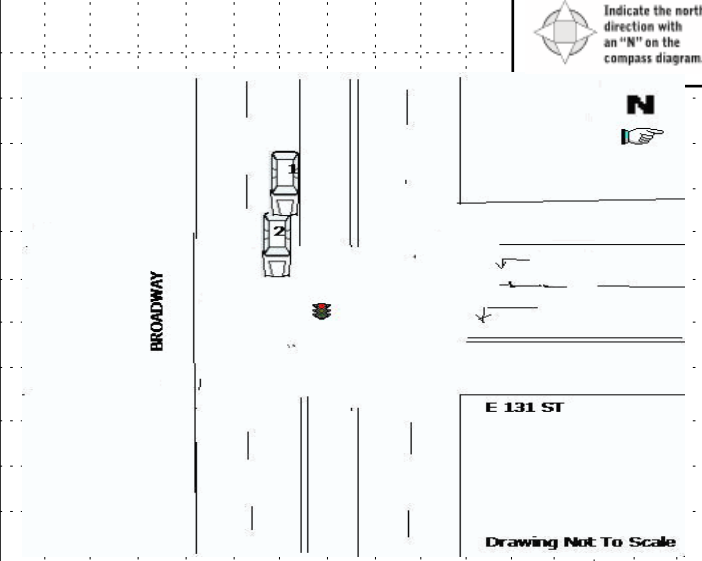 Indicate the north
direction with
an "N" on the
compass diagram.
N
1
2
BROADWAY
E 131 ST
Drawing Not To Scale